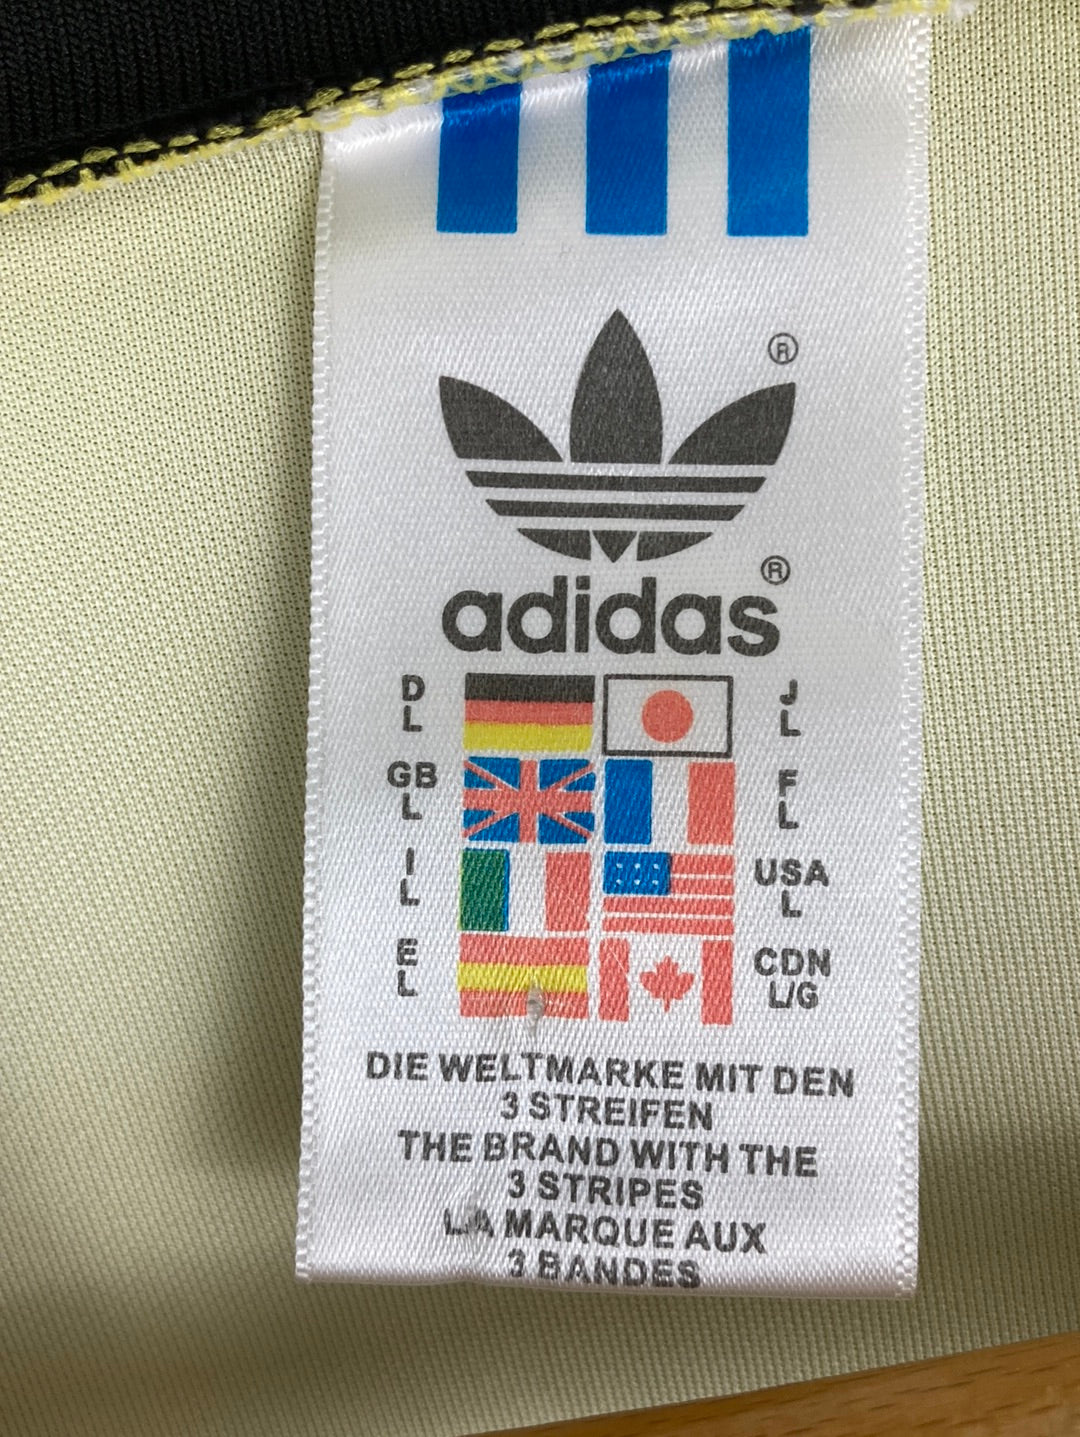 ®
adidas®
D
L
J
L
GB
L
F
L
I
L
USA
L
E
L
CDN
L/G
DIE WELTMARKE MIT DEN
3 STREIFEN
THE BRAND WITH THE
3 STRIPES
LA MARQUE AUX
3 BANDES